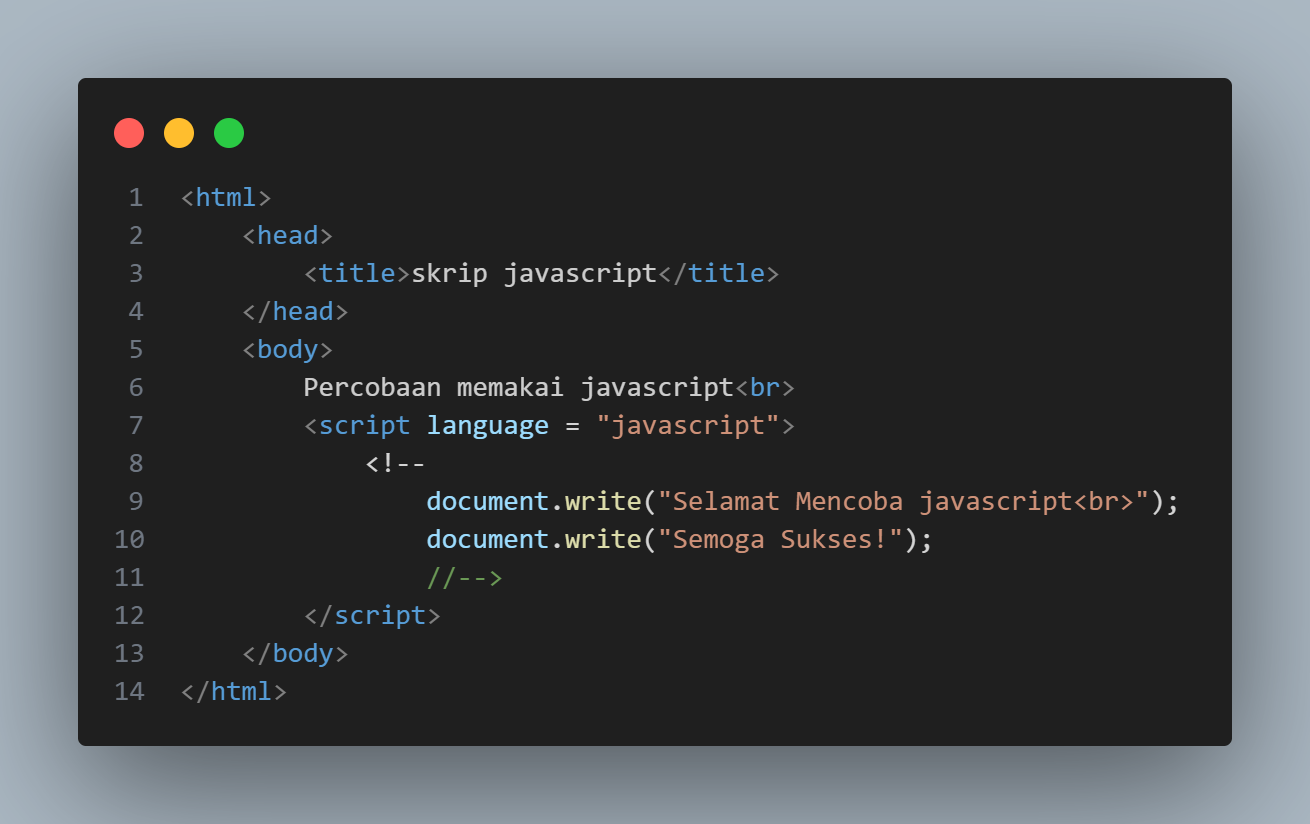 1 <html>
2     <head>
3         <title>skrip javascript</title>
4     </head>
5     <body>
6         Percobaan memakai javascript<br>
7         <script language = "javascript">
8             <!--
9                 document.write("Selamat Mencoba javascript<br>");
10                 document.write("Semoga Sukses!");
11                 //-->
12         </script>
13     </body>
14 </html>